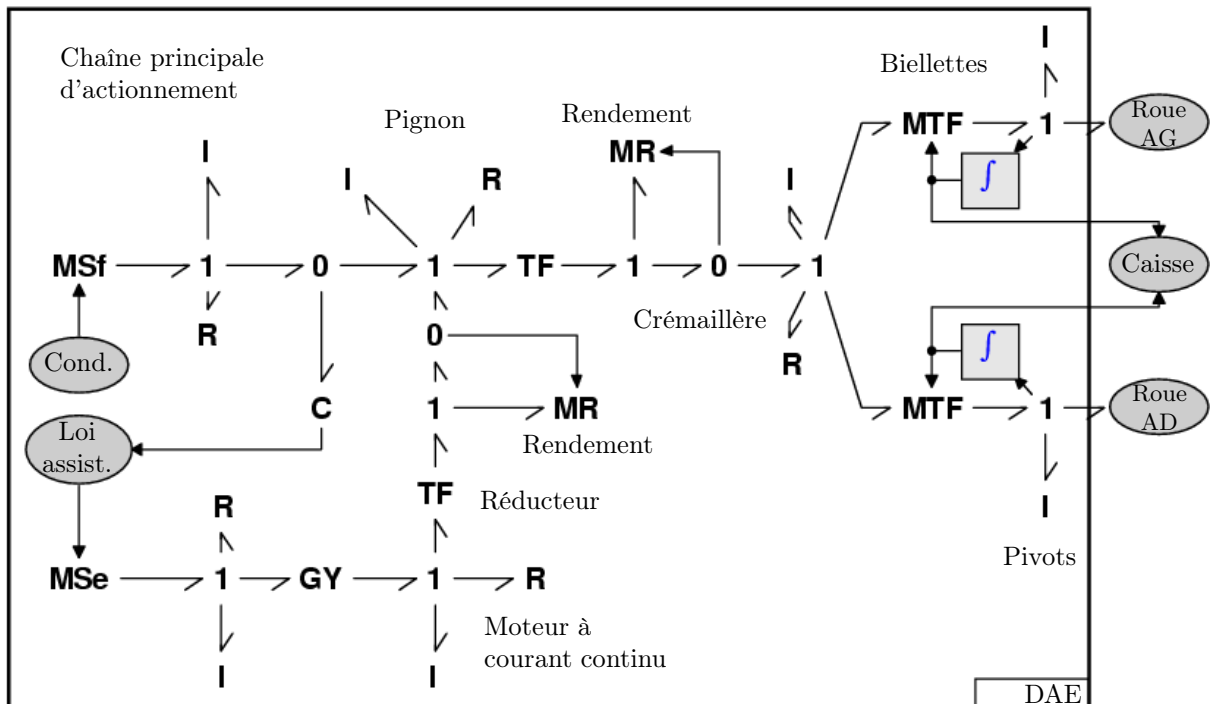 Chaîne principale
d'actionnement
Biellettes
I
Pignon
Rendement
MTF
1
Roue
AG
I
MR
I
R
I
∫
MSf
1
0
1
TF
1
0
1
Caisse
R
0
Crémaillère
R
∫
Cond.
C
1
MR
MTF
1
Roue
AD
Loi
assist.
Rendement
R
TF
Réducteur
I
Pivots
MSe
1
GY
1
R
Moteur à
courant continu
I
I
DAE